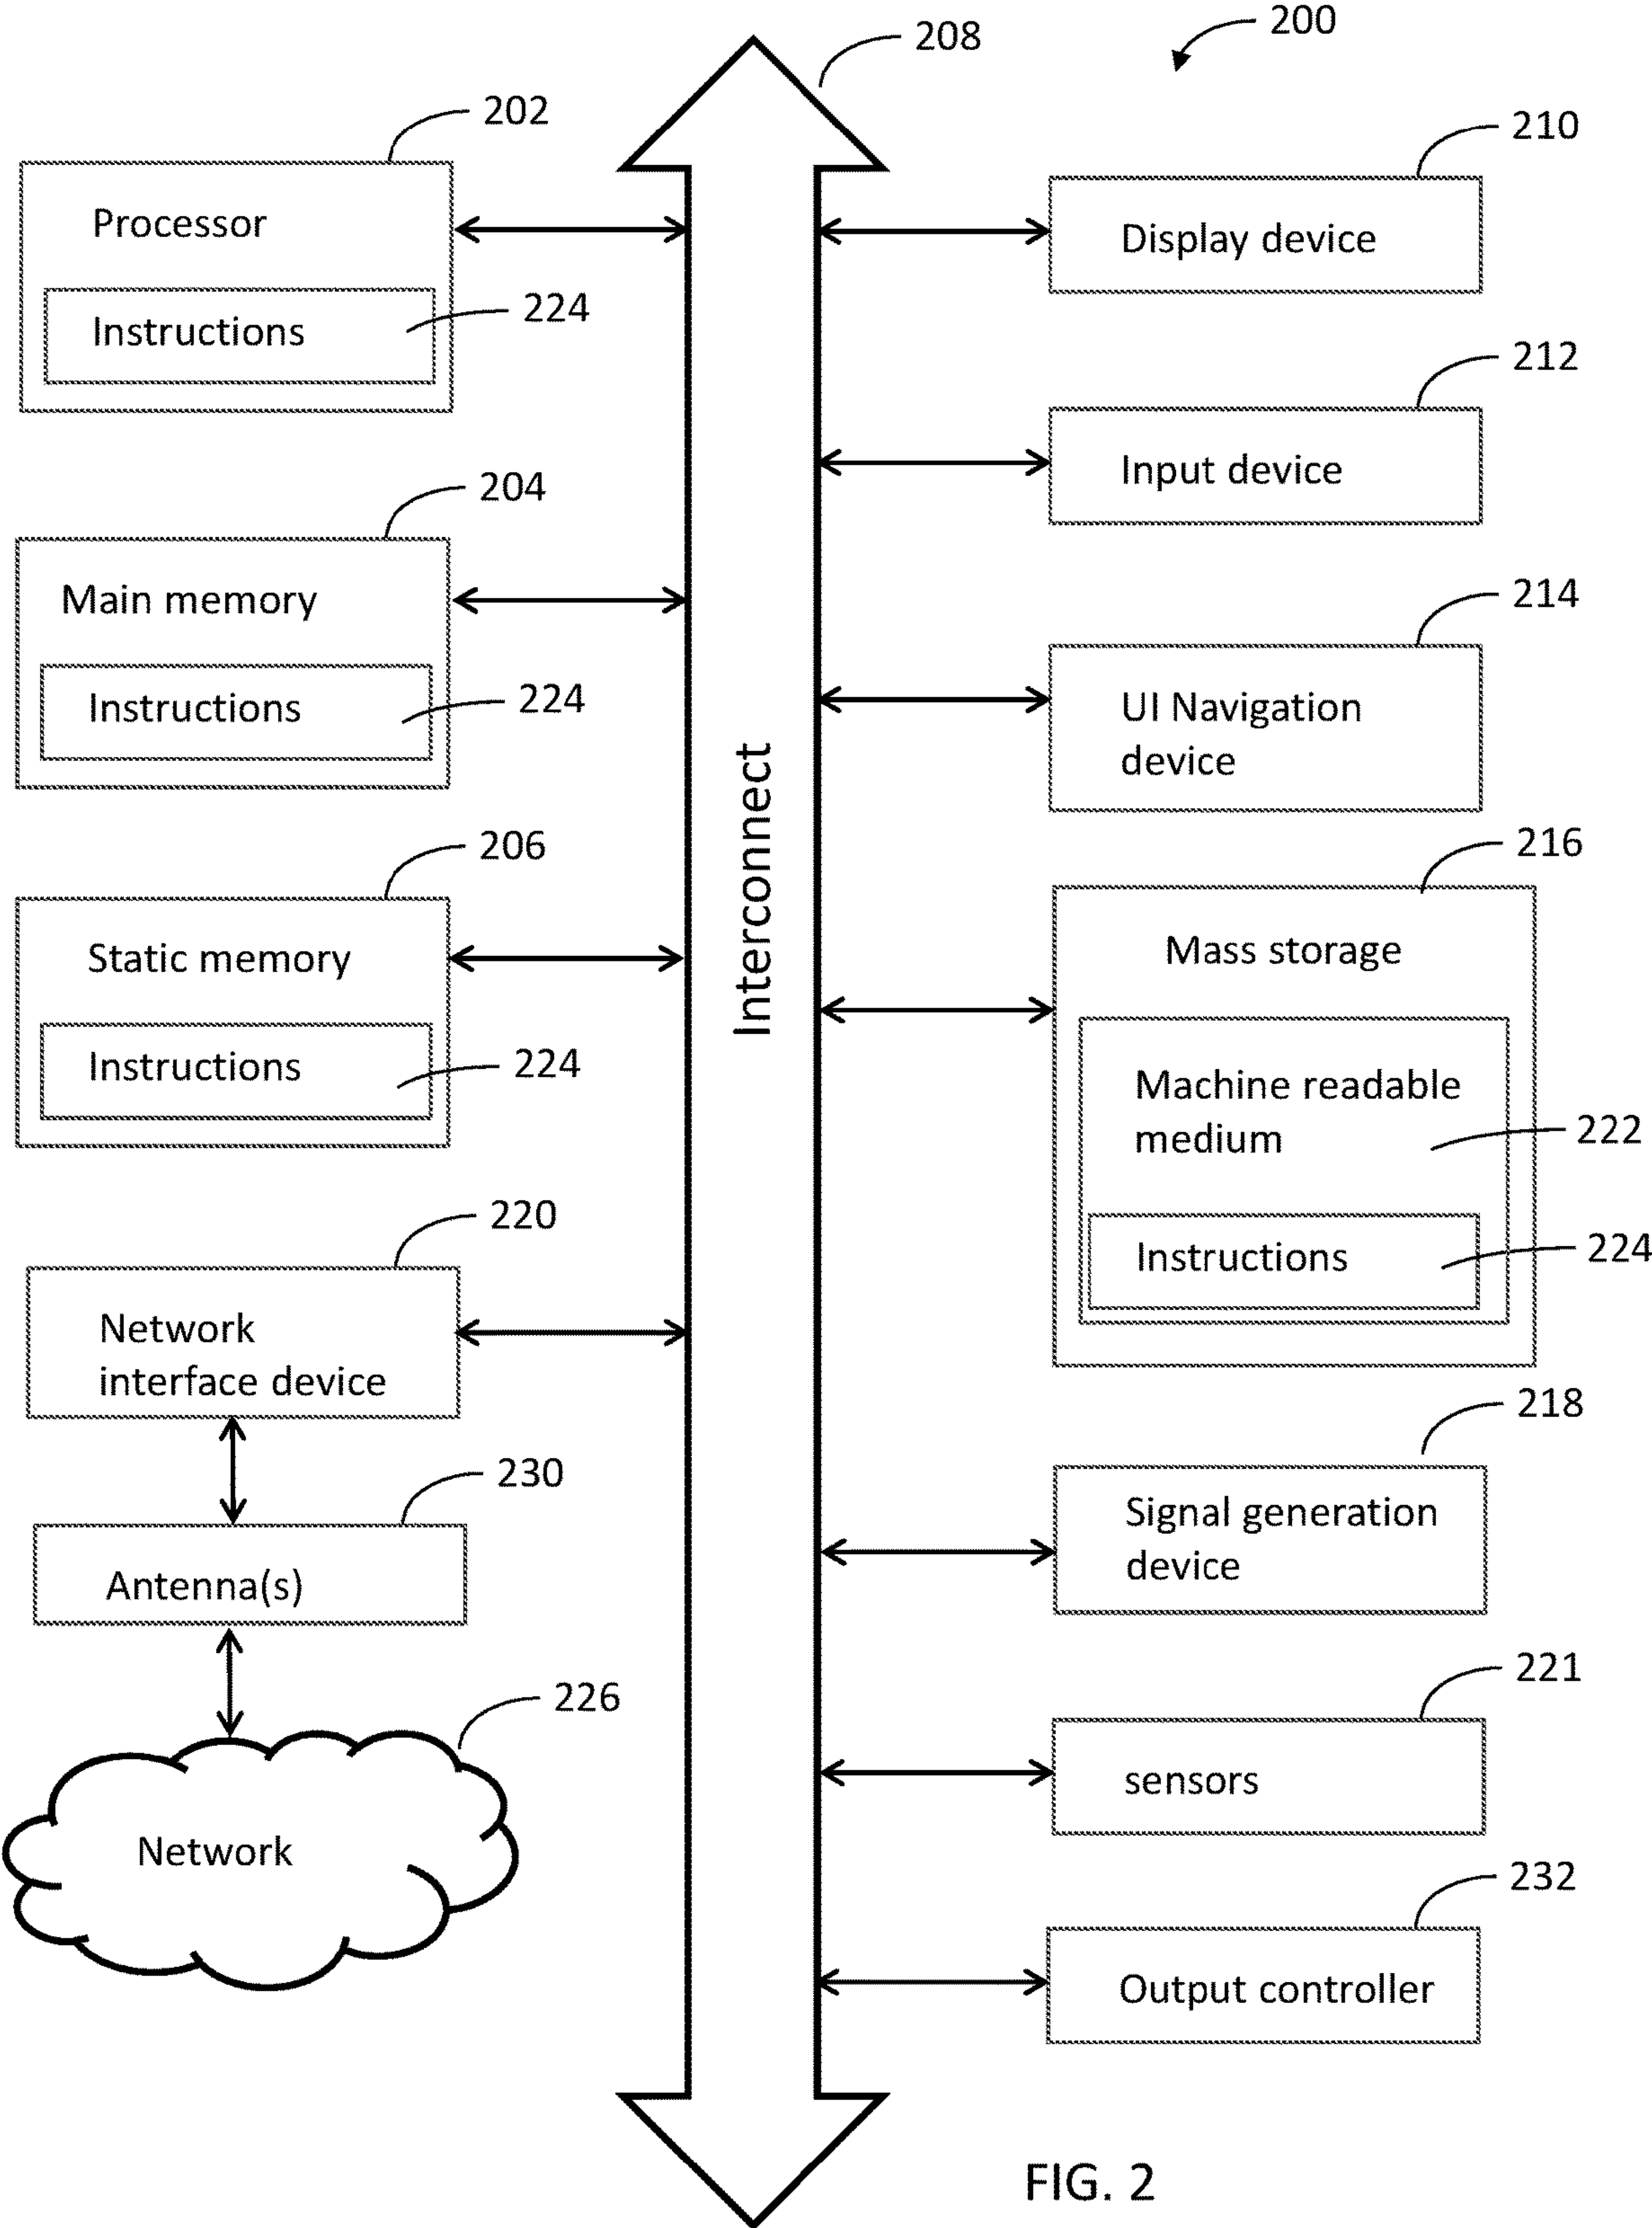 200
208
202
Processor
Instructions
224
204
Main memory
Instructions
224
206
Static memory
Instructions
224
220
Network
interface device
230
Antenna(s)
226
Network
Interconnect
210
Display device
212
Input device
214
UI Navigation
device
216
Mass storage
Machine readable
medium
222
Instructions
224
218
Signal generation
device
221
sensors
232
Output controller
FIG. 2